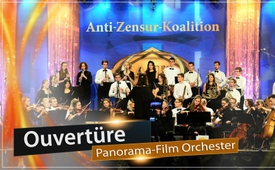 Anti-Zensur-Koalition
Ouvertüre
Panorama-Film Orchester